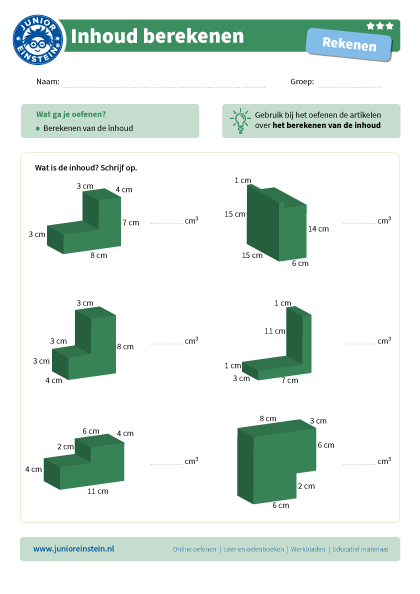 JUNIOR
EINSTEIN
Inhoud berekenen
Rekenen
Naam:
Groep:
Wat ga je oefenen?
Berekenen van de inhoud
Gebruik bij het oefenen de artikelen
over het berekenen van de inhoud
Wat is de inhoud? Schrijf op.
3 cm
4 cm
3 cm
7 cm
8 cm
cm³
1 cm
15 cm
14 cm
15 cm
6 cm
cm³
3 cm
3 cm
8 cm
3 cm
4 cm
cm³
1 cm
11 cm
1 cm
3 cm
7 cm
cm³
6 cm
4 cm
2 cm
4 cm
11 cm
cm³
8 cm
3 cm
6 cm
2 cm
6 cm
cm³
www.junioreinstein.nl
Online oefenen | Leer-en oefenboeken | Werkbladen | Educatief materiaal